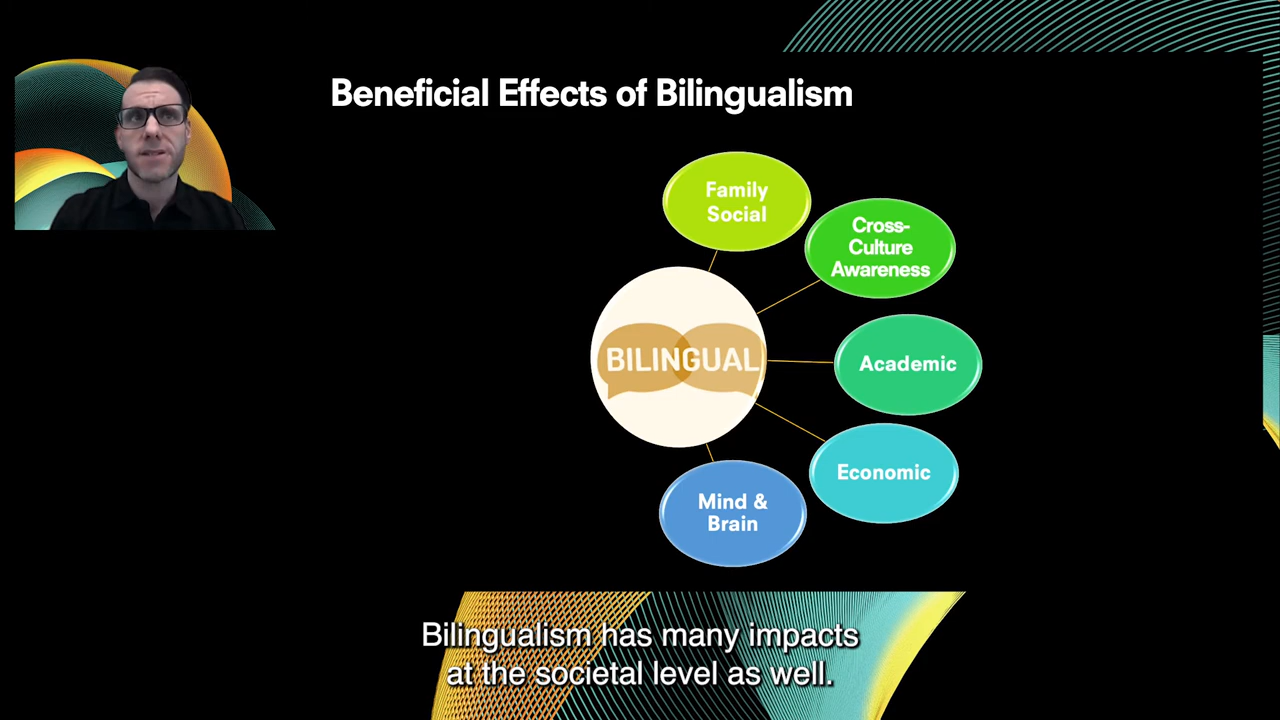 Beneficial Effects of Bilingualism
Family
Social
Cross-
Culture
Awareness
BILINGUAL
Academic
Economic
Mind &
Brain
Bilingualism has many impacts
at the societal level as well.